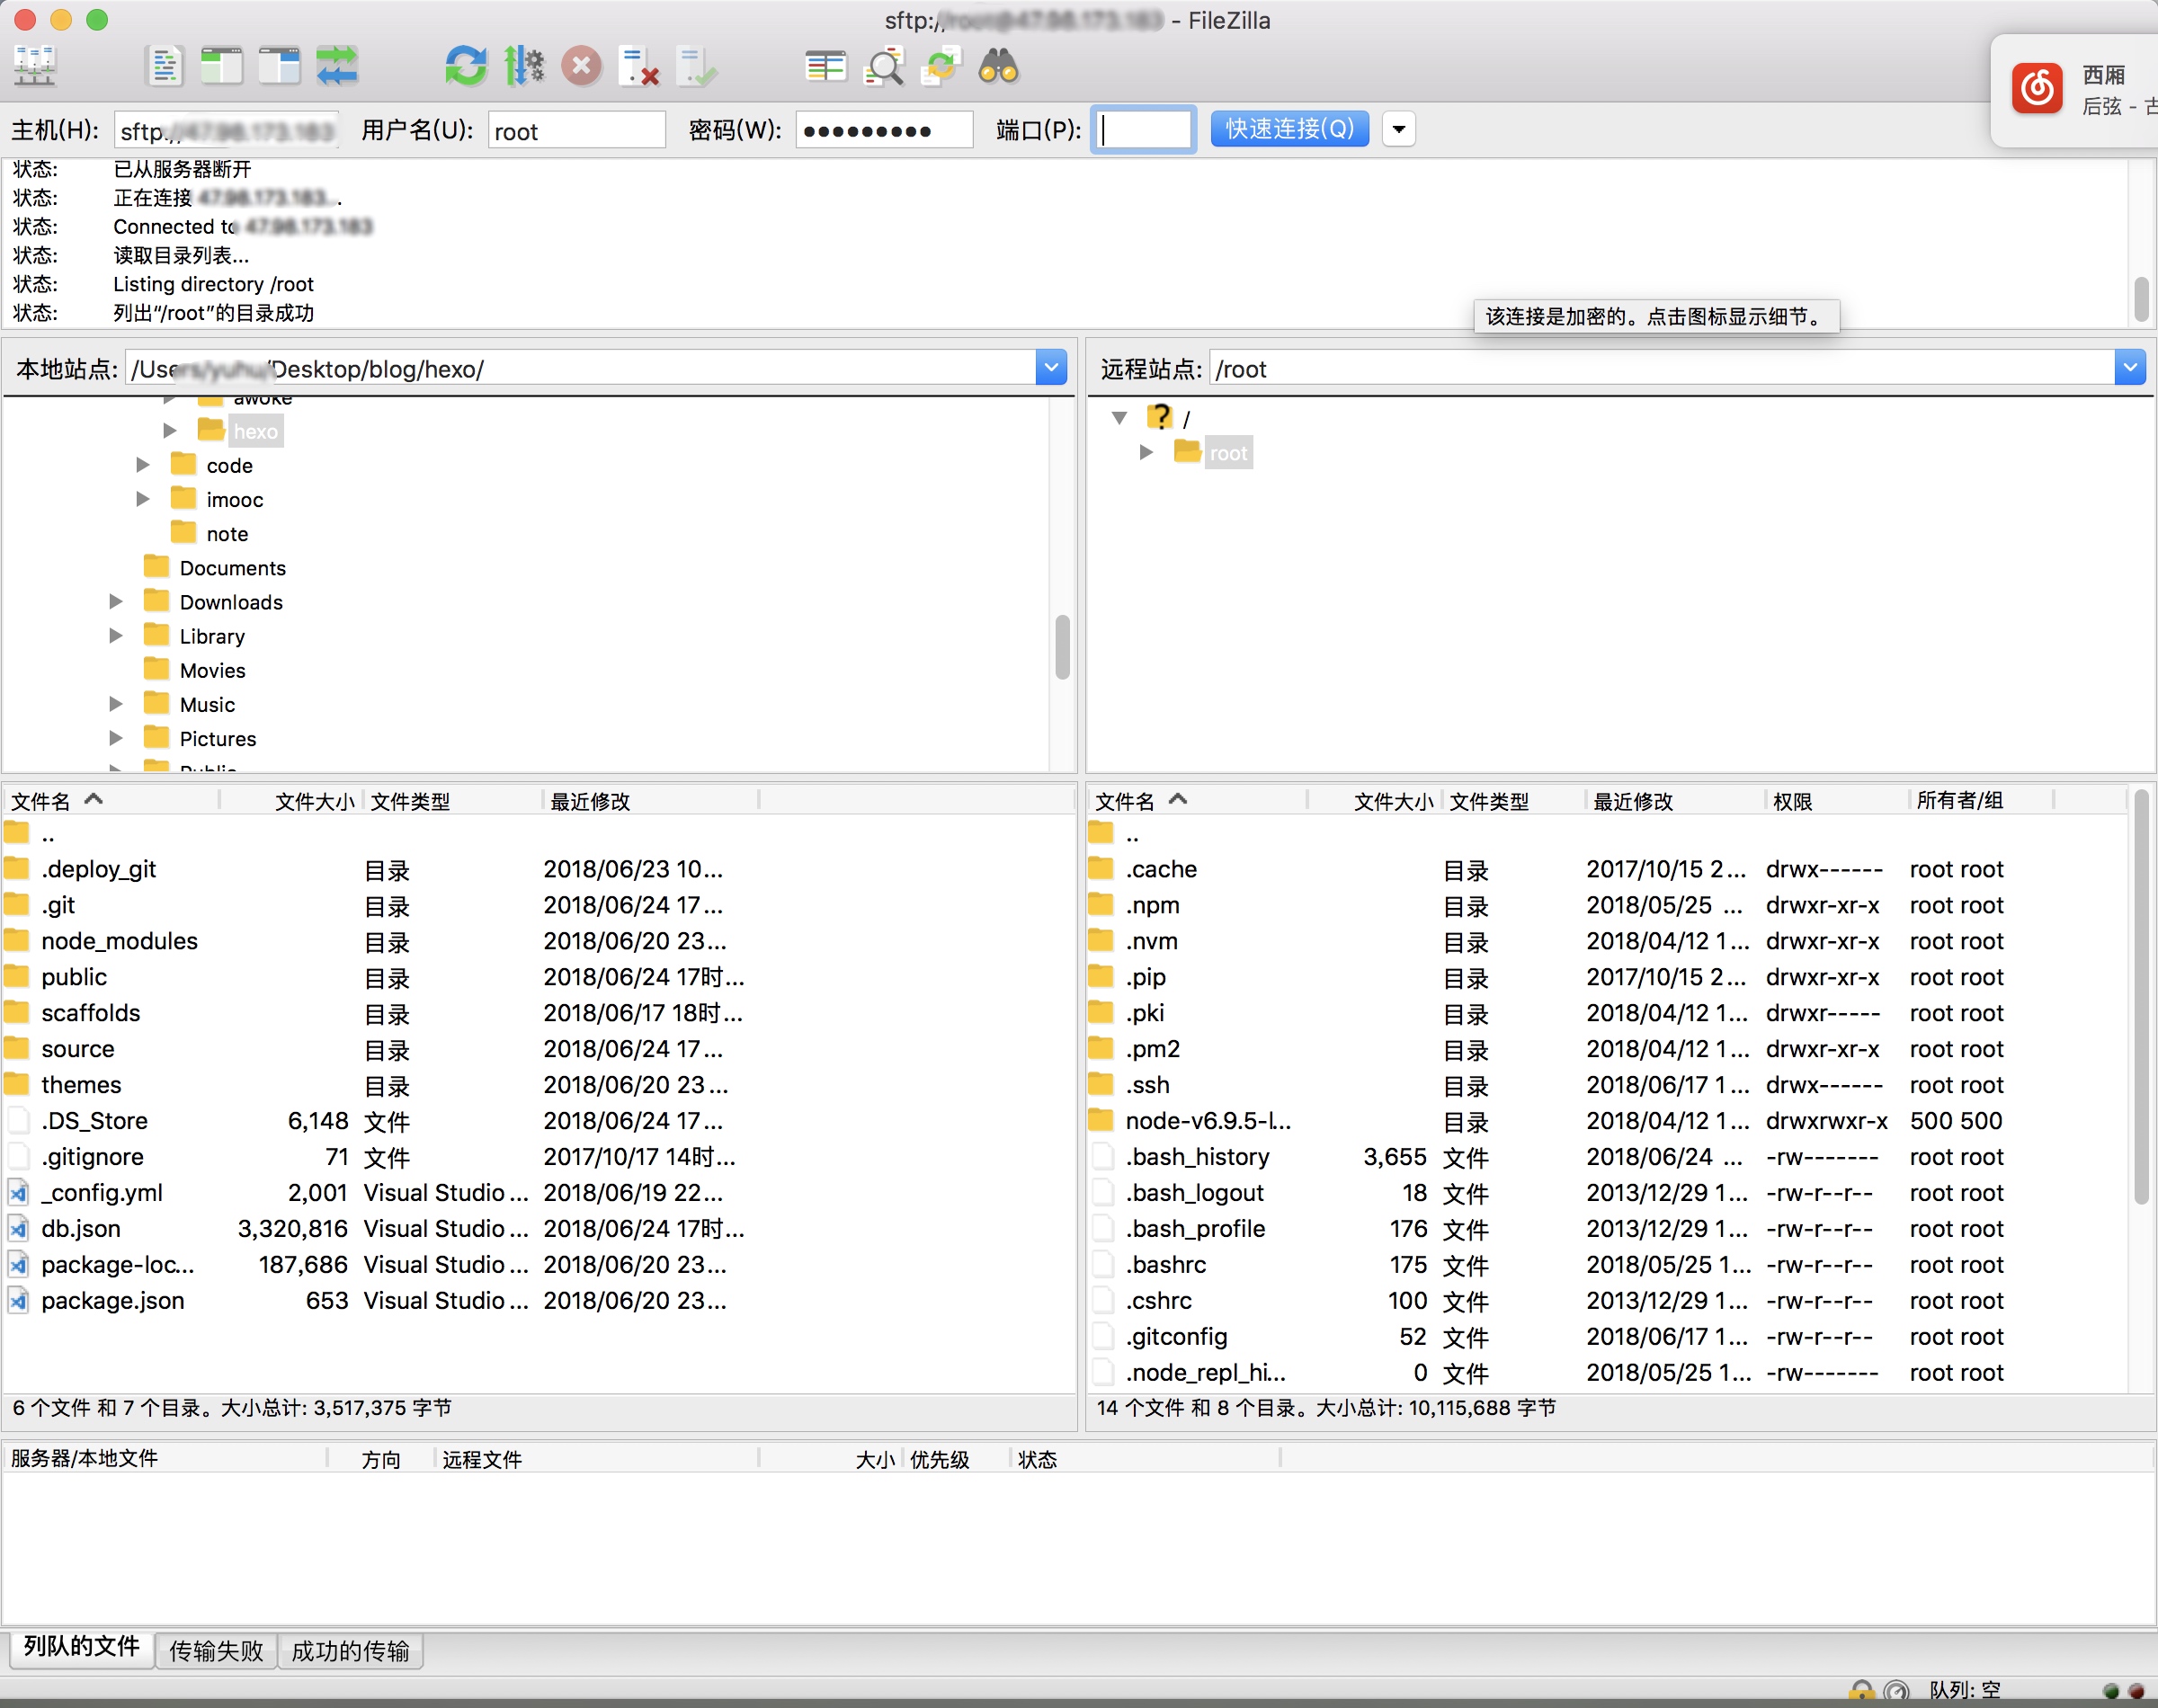 sftp:/ - FileZilla
西厢
后弦 - 古
主机(H): sftp 用户名(U): root 密码(W): ●●●●●●●●● 端口(P): 快速连接(Q)
状态: 已从服务器断开
状态: 正在连接
状态: Connected to
状态: 读取目录列表...
状态: Listing directory /root
状态: 列出“/root”的目录成功
该连接是加密的。点击图标显示细节。
本地站点: /Users/ /Desktop/blog/hexo/
远程站点: /root
awoke
hexo
code
imooc
note
Documents
Downloads
Library
Movies
Music
Pictures
Public
/
root
文件名 文件大小 文件类型 最近修改
..
.deploy_git 目录 2018/06/23 10...
.git 目录 2018/06/24 17...
node_modules 目录 2018/06/20 23...
public 目录 2018/06/24 17时...
scaffolds 目录 2018/06/17 18时...
source 目录 2018/06/24 17...
themes 目录 2018/06/20 23...
.DS_Store 6,148 文件 2018/06/24 17...
.gitignore 71 文件 2017/10/17 14时...
_config.yml 2,001 Visual Studio ... 2018/06/19 22...
db.json 3,320,816 Visual Studio ... 2018/06/24 17时...
package-loc... 187,686 Visual Studio ... 2018/06/20 23...
package.json 653 Visual Studio ... 2018/06/20 23...
6 个文件 和 7 个目录。大小总计: 3,517,375 字节
文件名 文件大小 文件类型 最近修改 权限 所有者/组
..
.cache 目录 2017/10/15 2... drwx------ root root
.npm 目录 2018/05/25 ... drwxr-xr-x root root
.nvm 目录 2018/04/12 1... drwxr-xr-x root root
.pip 目录 2017/10/15 2... drwxr-xr-x root root
.pki 目录 2018/04/12 1... drwxr----- root root
.pm2 目录 2018/04/12 1... drwxr-xr-x root root
.ssh 目录 2018/06/17 1... drwx------ root root
node-v6.9.5-l... 目录 2018/04/12 1... drwxrwxr-x 500 500
.bash_history 3,655 文件 2018/06/24 ... -rw------- root root
.bash_logout 18 文件 2013/12/29 1... -rw-r--r-- root root
.bash_profile 176 文件 2013/12/29 1... -rw-r--r-- root root
.bashrc 175 文件 2018/05/25 1... -rw-r--r-- root root
.cshrc 100 文件 2013/12/29 1... -rw-r--r-- root root
.gitconfig 52 文件 2018/06/17 1... -rw-r--r-- root root
.node_repl_hi... 0 文件 2018/05/25 1... -rw------- root root
14 个文件 和 8 个目录。大小总计: 10,115,688 字节
服务器/本地文件 方向 远程文件 大小 优先级 状态
列队的文件 传输失败 成功的传输
队列: 空